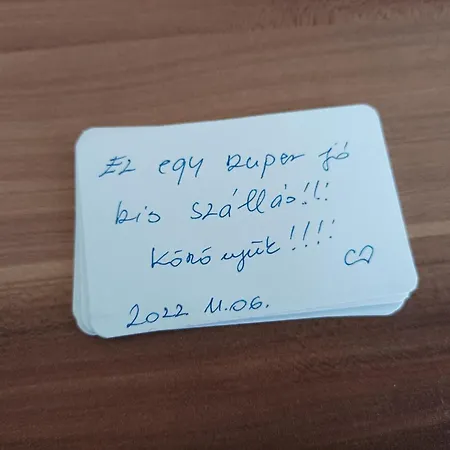 Ez egy szuper jó
kis szállás!!!
Köszönjük!!!!
2022 11.06.